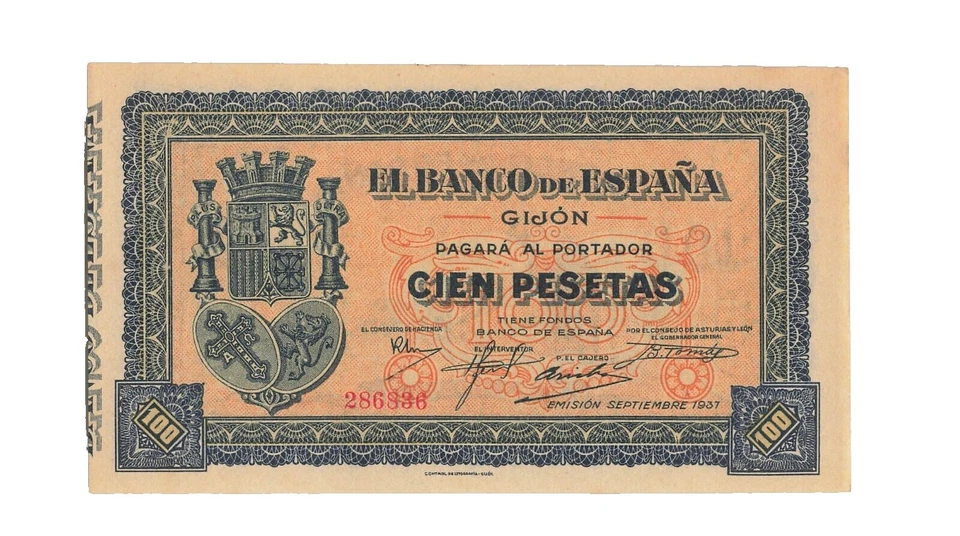 EL BANCO DE ESPAÑA
GIJÓN
PAGARÁ AL PORTADOR
CIEN PESETAS
TIENE FONDOS
BANCO DE ESPAÑA
EL CONSEJERO DE HACIENDA
EL INTERVENTOR
P. EL CAJERO
POR EL CONSEJO DE ASTURIAS Y LEÓN
EL GOBERNADOR GENERAL
B. Tomás
286836
EMISIÓN SEPTIEMBRE 1937
100
100